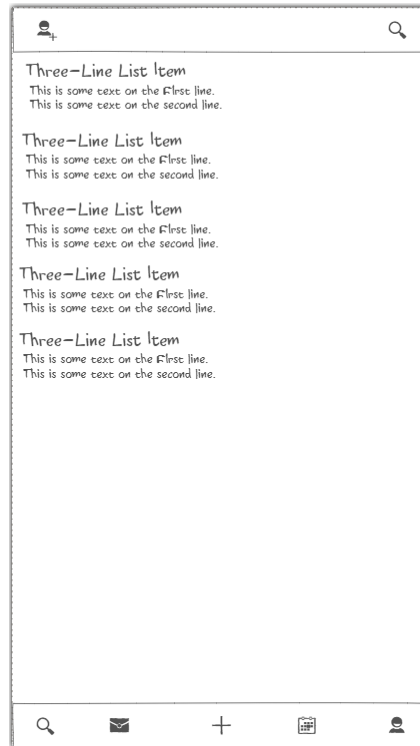 Three-Line List Item
This is some text on the first line.
This is some text on the second line.
Three-Line List Item
This is some text on the first line.
This is some text on the second line.
Three-Line List Item
This is some text on the first line.
This is some text on the second line.
Three-Line List Item
This is some text on the first line.
This is some text on the second line.
Three-Line List Item
This is some text on the first line.
This is some text on the second line.